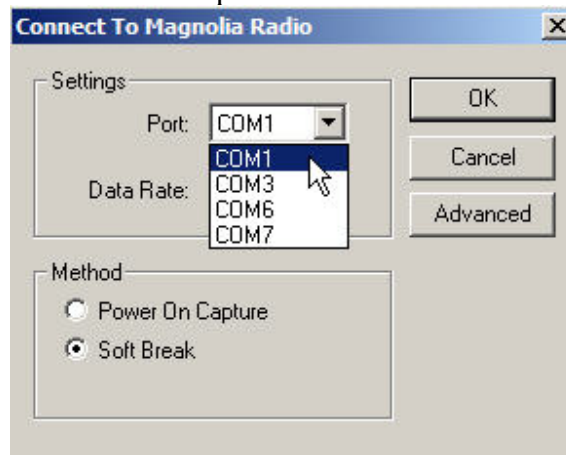 Connect To Magnolia Radio
Settings
Port: COM1
COM1
COM3
COM6
COM7
Data Rate:
OK
Cancel
Advanced
Method
Power On Capture
Soft Break